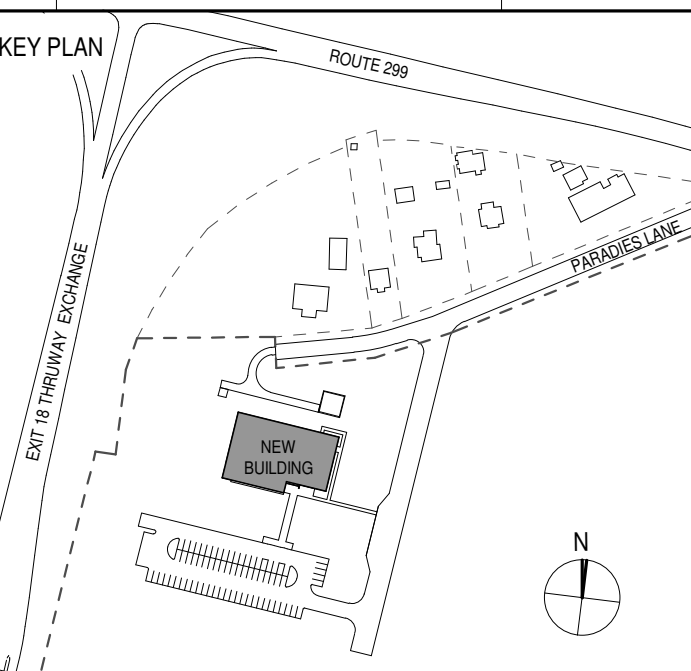 KEY PLAN
ROUTE 299
PARADIES LANE
EXIT 18 THRUWAY EXCHANGE
NEW
BUILDING
N